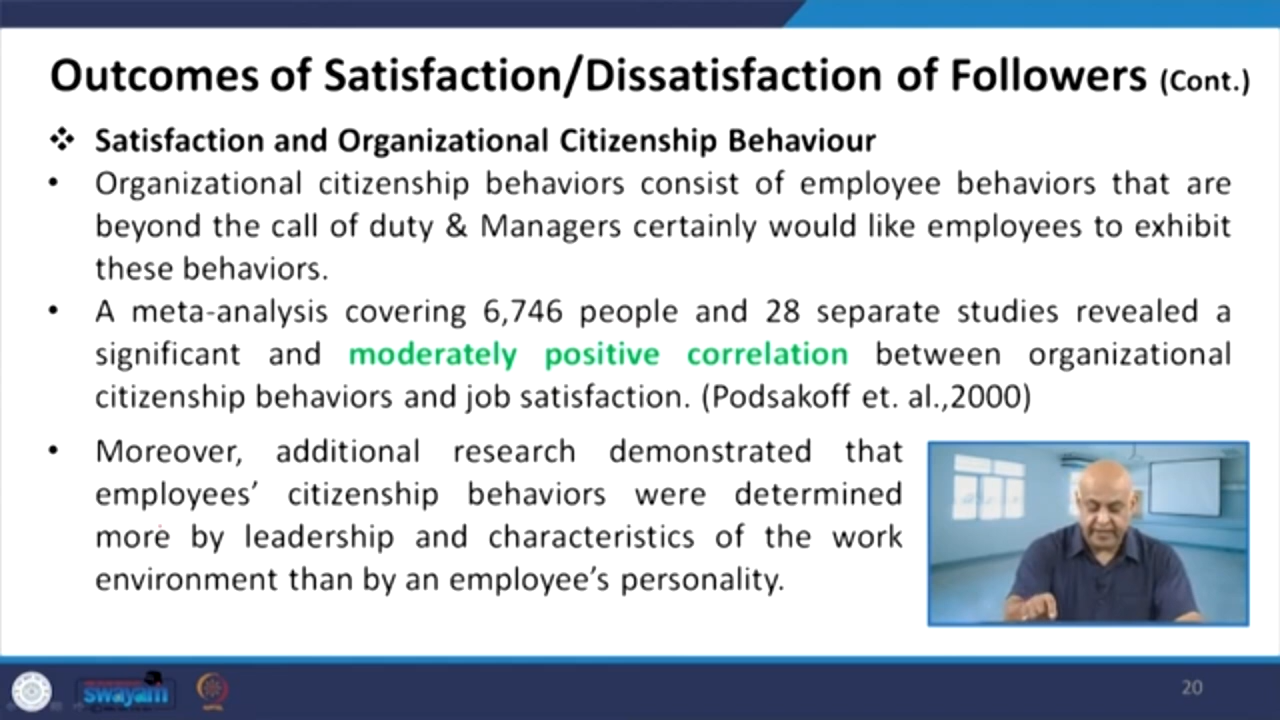 Outcomes of Satisfaction/Dissatisfaction of Followers (Cont.)
❖ Satisfaction and Organizational Citizenship Behaviour
• Organizational citizenship behaviors consist of employee behaviors that are
beyond the call of duty & Managers certainly would like employees to exhibit
these behaviors.
• A meta-analysis covering 6,746 people and 28 separate studies revealed a
significant and moderately positive correlation between organizational
citizenship behaviors and job satisfaction. (Podsakoff et. al.,2000)
• Moreover, additional research demonstrated that
employees’ citizenship behaviors were determined
more by leadership and characteristics of the work
environment than by an employee’s personality.
swayam
20